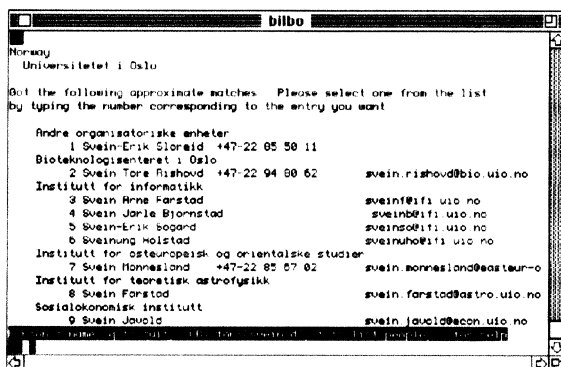 bilbo
Norway
Universitetet i Oslo
Got the following approximate matches Please select one from the list
by typing the number corresponding to the entry you want
Andre organisatoriske enheter
1 Svein-Erik Sloreid +47-22 85 50 11
Bioteknologisenteret i Oslo
2 Svein Tore Rishovd +47-22 94 80 62 svein.rishovd@bio.uio.no
Institutt for informatikk
3 Svein Arne Farstad sveinf@ifi.uio.no
4 Svein Jarle Bjornstad sveinb@ifi.uio.no
5 Svein-Erik Bogard sveinso@ifi.uio.no
6 Sveinung Holstad sveinuho@ifi.uio.no
Institutt for osteuropeisk og orientalske studier
7 Svein Monnesland +47-22 85 67 02 svein.monnesland@easteur-o
Institutt for teoretisk astrofysikk
8 Svein Farstad svein.farstad@astro.uio.no
Sosialokonomisk institutt
9 Svein Javold svein.javold@econ.uio.no